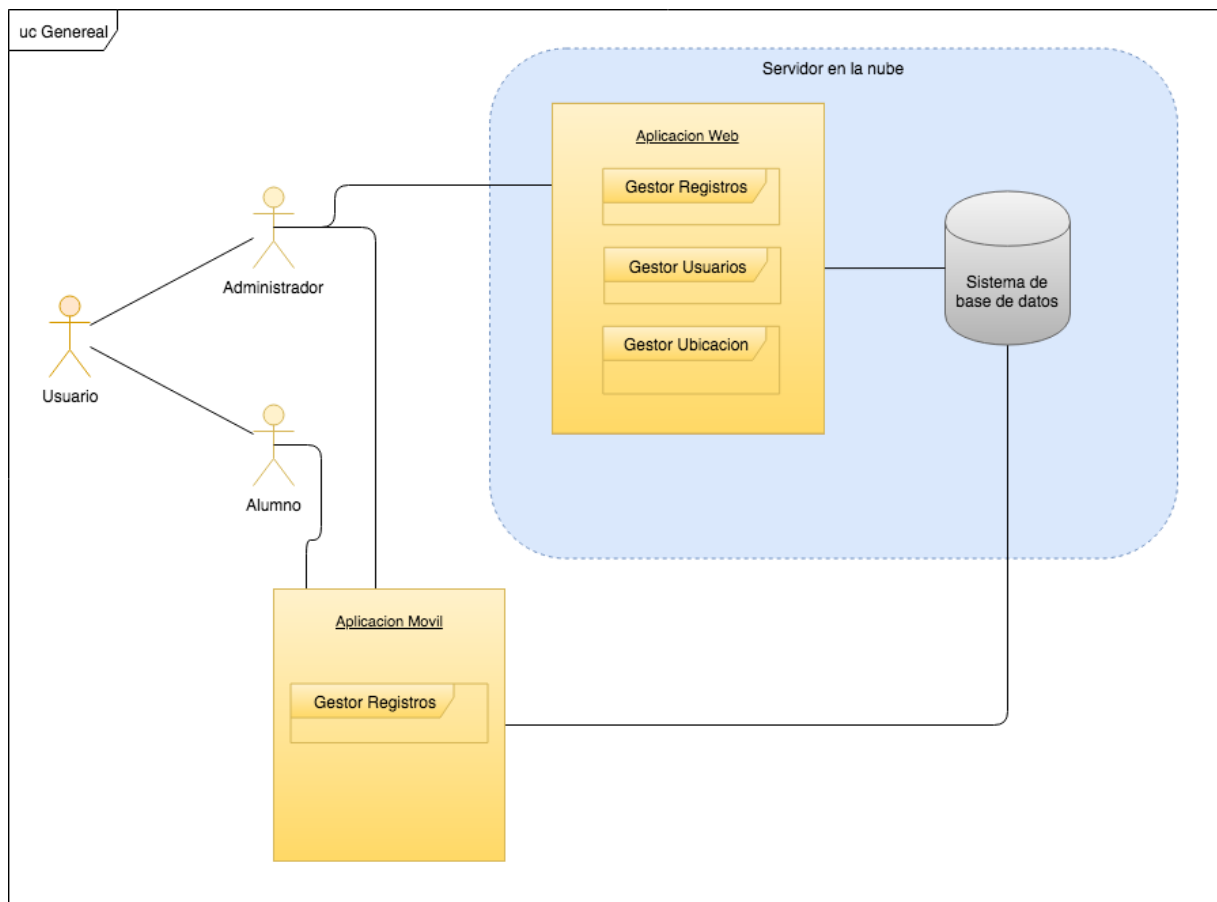 uc Genereal
Servidor en la nube
Aplicacion Web
Gestor Registros
Gestor Usuarios
Gestor Ubicacion
Sistema de
base de datos
Administrador
Usuario
Alumno
Aplicacion Movil
Gestor Registros